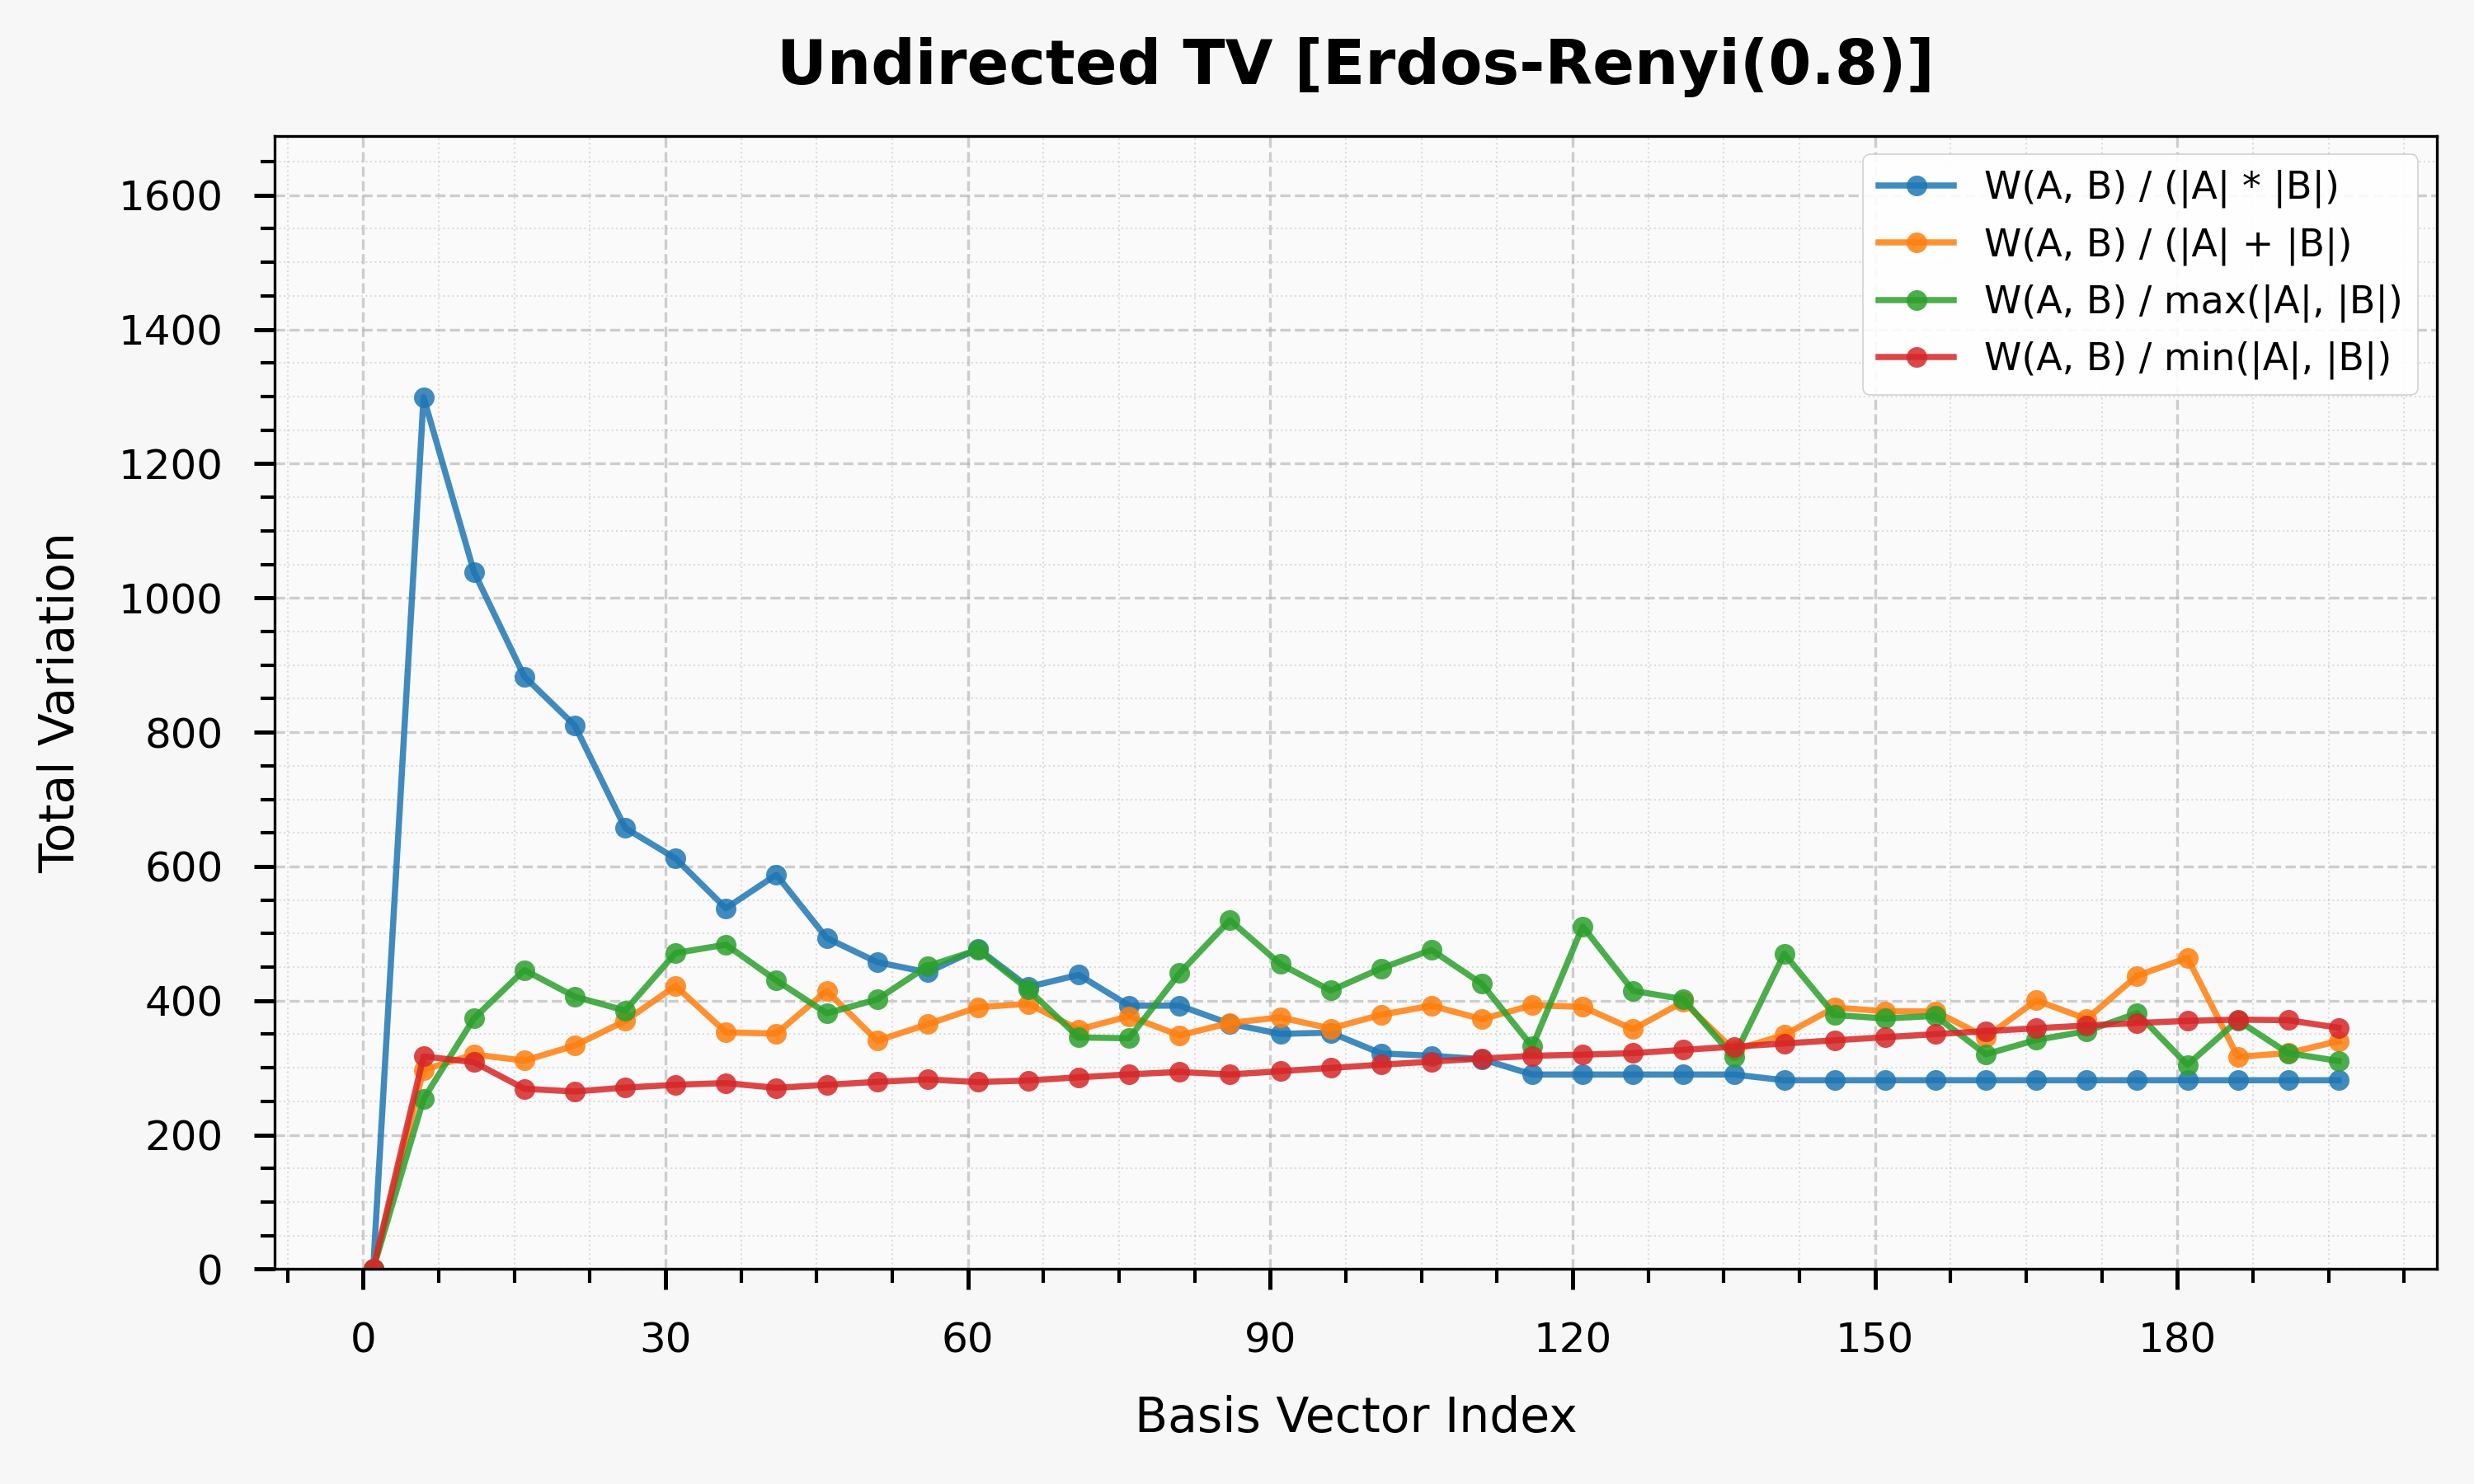 Undirected TV [Erdos-Renyi(0.8)]
W(A, B) / (|A| * |B|)
W(A, B) / (|A| + |B|)
W(A, B) / max(|A|, |B|)
W(A, B) / min(|A|, |B|)
Total Variation
1600
1400
1200
1000
800
600
400
200
0
0 30 60 90 120 150 180
Basis Vector Index